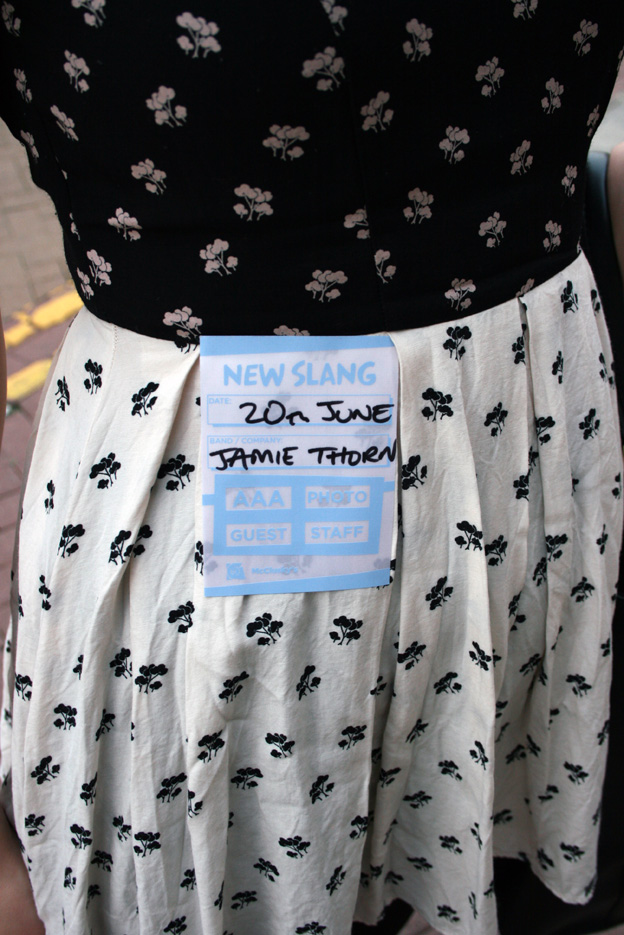 NEW SLANG
DATE: 20TH JUNE
BAND / COMPANY:
JAMIE THORN
AAA PHOTO
GUEST STAFF